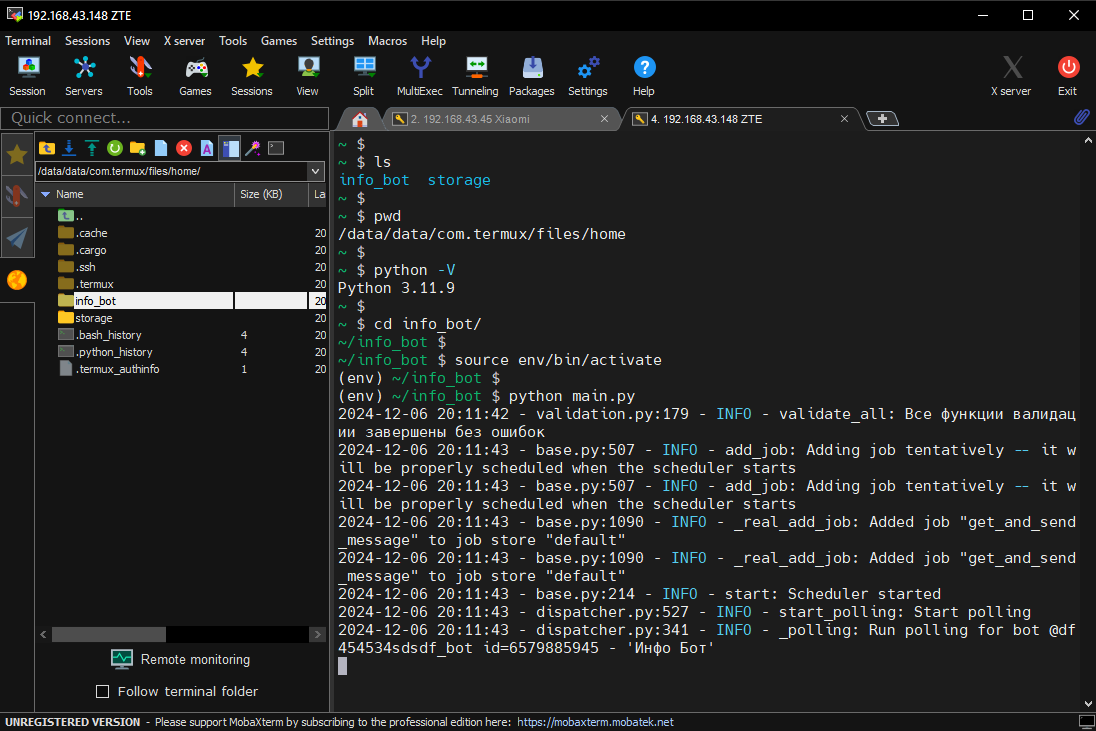 192.168.43.148 ZTE
Terminal Sessions View X server Tools Games Settings Macros Help
Session Servers Tools Games Sessions View Split MultiExec Tunneling Packages Settings Help X server Exit
Quick connect...
2. 192.168.43.45 Xiaomi
4. 192.168.43.148 ZTE
/data/data/com.termux/files/home/
Name Size (KB) La
..
.cache 20
.cargo 20
.ssh 20
.termux 20
info_bot 20
storage 20
.bash_history 4 20
.python_history 4 20
.termux_authinfo 1 20
Remote monitoring
Follow terminal folder
~ $
~ $ ls
info_bot  storage
~ $
~ $ pwd
/data/data/com.termux/files/home
~ $
~ $ python -V
Python 3.11.9
~ $
~ $ cd info_bot/
~/info_bot $
~/info_bot $ source env/bin/activate
(env) ~/info_bot $
(env) ~/info_bot $ python main.py
2024-12-06 20:11:42 - validation.py:179 - INFO - validate_all: Все функции валидац
ии завершены без ошибок
2024-12-06 20:11:43 - base.py:507 - INFO - add_job: Adding job tentatively -- it w
ill be properly scheduled when the scheduler starts
2024-12-06 20:11:43 - base.py:507 - INFO - add_job: Adding job tentatively -- it w
ill be properly scheduled when the scheduler starts
2024-12-06 20:11:43 - base.py:1090 - INFO - _real_add_job: Added job "get_and_send
_message" to job store "default"
2024-12-06 20:11:43 - base.py:1090 - INFO - _real_add_job: Added job "get_and_send
_message" to job store "default"
2024-12-06 20:11:43 - base.py:214 - INFO - start: Scheduler started
2024-12-06 20:11:43 - dispatcher.py:527 - INFO - start_polling: Start polling
2024-12-06 20:11:43 - dispatcher.py:341 - INFO - _polling: Run polling for bot @df
454534sdsdf_bot id=6579885945 - 'Инфо Бот'
UNREGISTERED VERSION - Please support MobaXterm by subscribing to the professional edition here: https://mobaxterm.mobatek.net